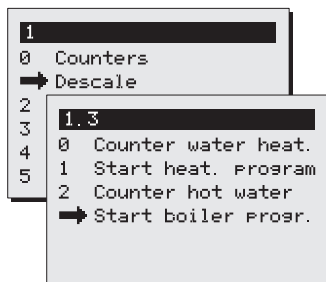 1
0 Counters
➡ Descale
2
3
4
5
1.3
0 Counter water heat.
1 Start heat. program
2 Counter hot water
➡ Start boiler progr.